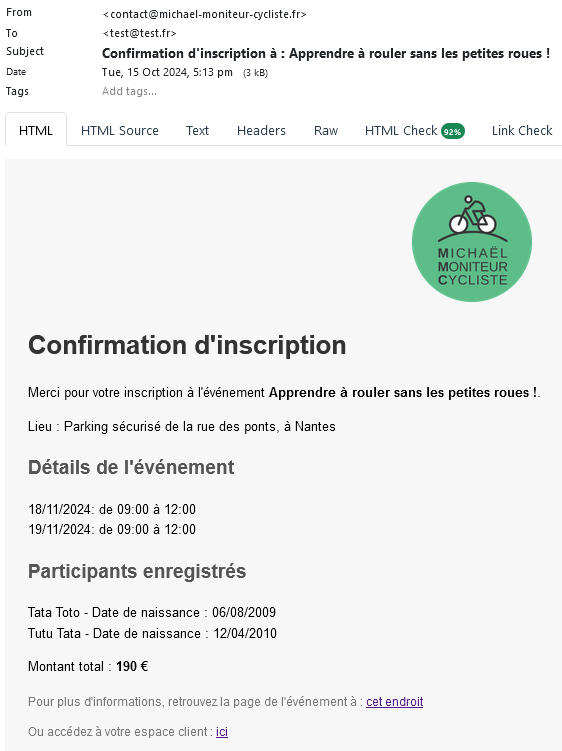 From <contact@michael-moniteur-cycliste.fr>
To <test@test.fr>
Subject Confirmation d'inscription à : Apprendre à rouler sans les petites roues !
Date Tue, 15 Oct 2024, 5:13 pm (3 kB)
Tags Add tags...
HTML HTML Source Text Headers Raw HTML Check 92% Link Check
MICHAËL
MONITEUR
CYCLISTE
Confirmation d'inscription
Merci pour votre inscription à l'événement Apprendre à rouler sans les petites roues !.
Lieu : Parking sécurisé de la rue des ponts, à Nantes
Détails de l'événement
18/11/2024: de 09:00 à 12:00
19/11/2024: de 09:00 à 12:00
Participants enregistrés
Tata Toto - Date de naissance : 06/08/2009
Tutu Tata - Date de naissance : 12/04/2010
Montant total : 190 €
Pour plus d'informations, retrouvez la page de l'événement à : cet endroit
Ou accédez à votre espace client : ici